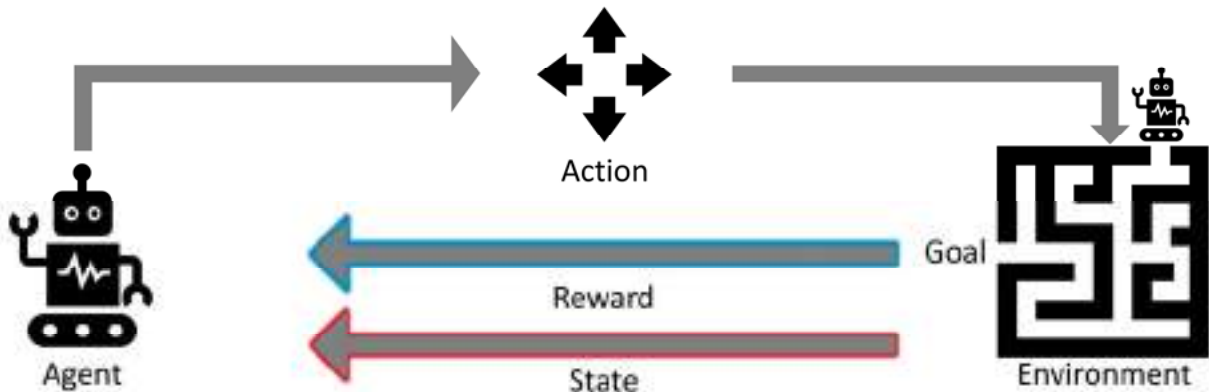 Action
Goal
Reward
Agent
State
Environment